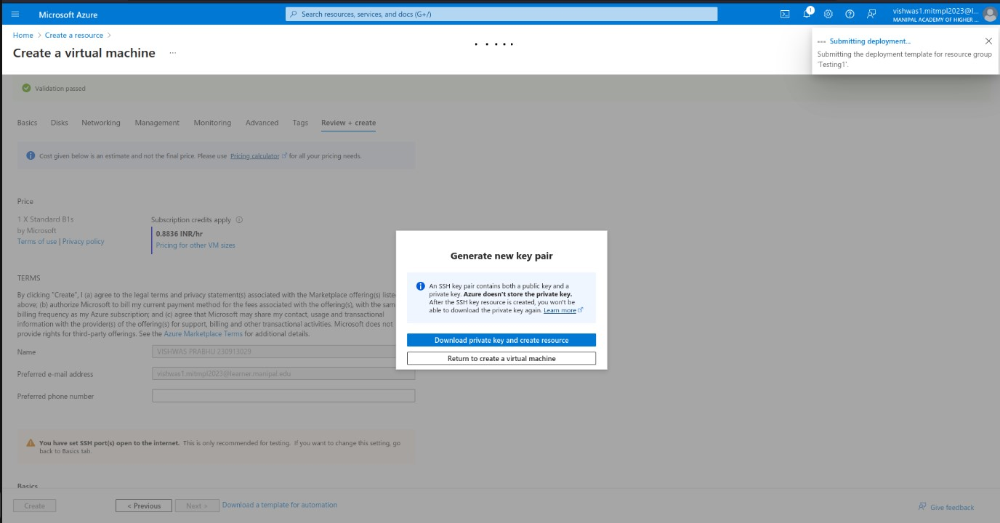 Microsoft Azure
Search resources, services, and docs (G+/)
1
vishwas1.mitmpl2023@l...
MANIPAL ACADEMY OF HIGHER ...
Home > Create a resource >
Create a virtual machine ...
Submitting deployment...
Submitting the deployment template for resource group
'Testing1'.
Validation passed
Basics Disks Networking Management Monitoring Advanced Tags Review + create
Cost given below is an estimate and not the final price. Please use Pricing calculator for all your pricing needs.
Price
1 X Standard B1s
by Microsoft
Terms of use | Privacy policy
Subscription credits apply
0.8836 INR/hr
Pricing for other VM sizes
TERMS
By clicking "Create", I (a) agree to the legal terms and privacy statement(s) associated with the Marketplace offering(s) liste
above; (b) authorize Microsoft to bill my current payment method for the fees associated with the offering(s), with the sam
billing frequency as my Azure subscription; and (c) agree that Microsoft may share my contact, usage and transactional
information with the provider(s) of the offering(s) for support, billing and other transactional activities. Microsoft does not
provide rights for third-party offerings. See the Azure Marketplace Terms for additional details.
Name VISHWAS PRABHU 230913029
Preferred e-mail address vishwas1.mitmpl2023@learner.manipal.edu
Preferred phone number
You have set SSH port(s) open to the internet. This is only recommended for testing. If you want to change this setting, go
back to Basics tab.
Basics
Generate new key pair
An SSH key pair contains both a public key and a
private key. Azure doesn't store the private key.
After the SSH key resource is created, you won't be
able to download the private key again. Learn more
Download private key and create resource
Return to create a virtual machine
Create < Previous Next > Download a template for automation
Give feedback